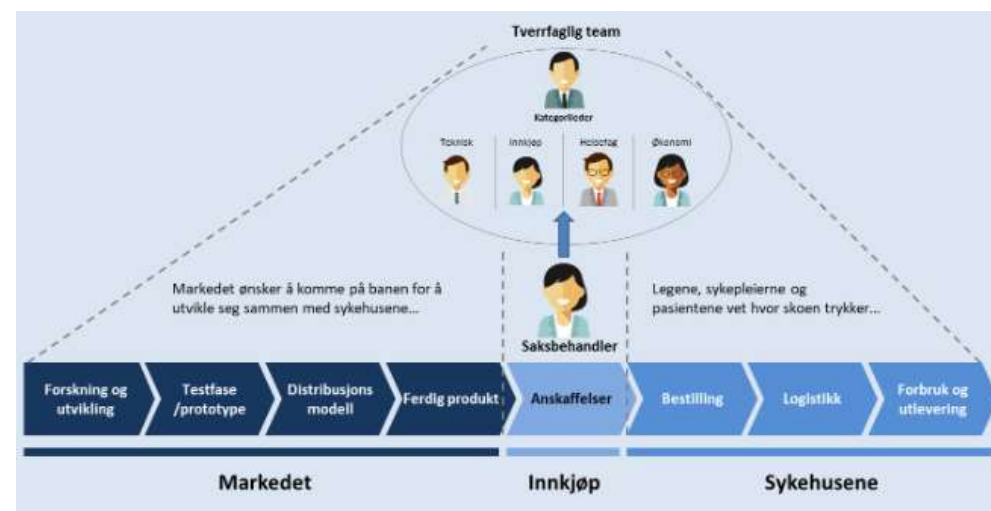 Tverrfaglig team
Kategorileder
Teknisk
Innkjøp
Helsefag
Økonomi
Markedet ønsker å komme på banen for å
utvikle seg sammen med sykehusene...
Legene, sykepleierne og
pasientene vet hvor skoen trykker...
Saksbehandler
Forskning og
utvikling
Testfase
/prototype
Distribusjons
modell
Ferdig produkt
Anskaffelser
Bestilling
Logistikk
Forbruk og
utlevering
Markedet
Innkjøp
Sykehusene